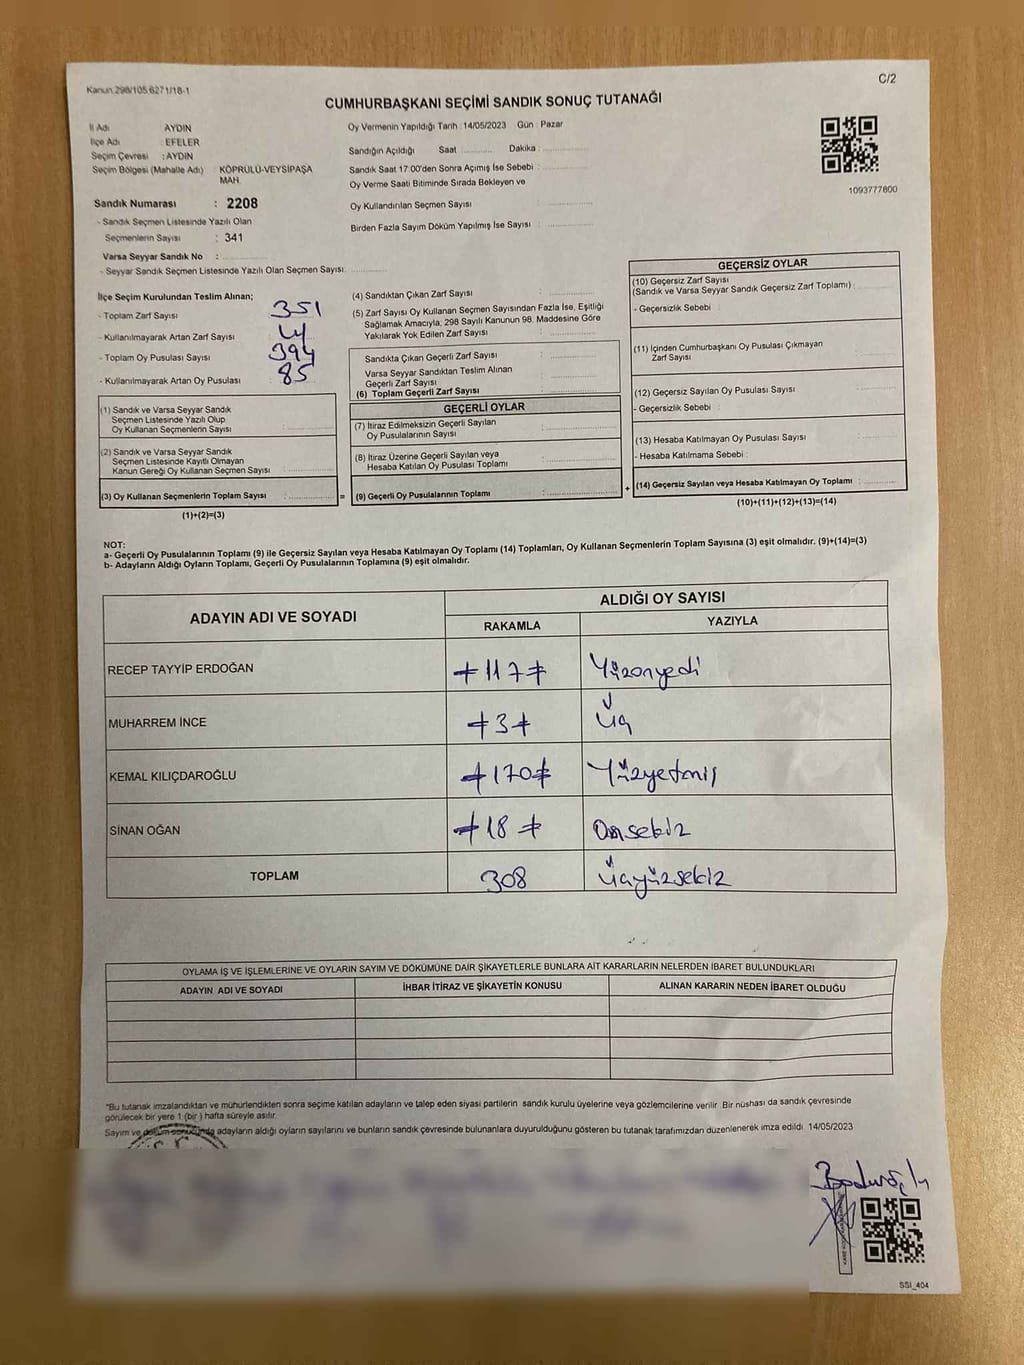 Kanun 298/105.6271/18-1
C/2
CUMHURBAŞKANI SEÇİMİ SANDIK SONUÇ TUTANAĞI
İl Adı AYDIN
İlçe Adı : EFELER
Seçim Çevresi : AYDIN
Seçim Bölgesi (Mahalle Adı) : KÖPRÜLÜ-VEYSİPAŞA
MAH.
Sandık Numarası : 2208
- Sandık Seçmen Listesinde Yazılı Olan
Seçmenlerin Sayısı : 341
Varsa Seyyar Sandık No :
- Seyyar Sandık Seçmen Listesinde Yazılı Olan Seçmen Sayısı:
Oy Vermenin Yapıldığı Tarih :14/05/2023 Gün : Pazar
Sandığın Açıldığı Saat : Dakika :
Sandık Saat 17:00'den Sonra Açımış İse Sebebi :
Oy Verme Saati Bitiminde Sırada Bekleyen ve
Oy Kullandırılan Seçmen Sayısı :
Birden Fazla Sayım Döküm Yapılmış İse Sayısı :
1093777800
İlçe Seçim Kurulundan Teslim Alınan;
- Toplam Zarf Sayısı : 351
- Kullanılmayarak Artan Zarf Sayısı :
- Toplam Oy Pusulası Sayısı : 394
- Kullanılmayarak Artan Oy Pusulası : 85
(1) Sandık ve Varsa Seyyar Sandık
Seçmen Listesinde Yazılı Olup
Oy Kullanan Seçmenlerin Sayısı :
(2) Sandık ve Varsa Seyyar Sandık
Seçmen Listesinde Kayıtlı Olmayan
Kanun Gereği Oy Kullanan Seçmen Sayısı :
(3) Oy Kullanan Seçmenlerin Toplam Sayısı :
(1)+(2)=(3)
(4) Sandıktan Çıkan Zarf Sayısı :
(5) Zarf Sayısı Oy Kullanan Seçmen Sayısından Fazla İse, Eşitliği
Sağlamak Amacıyla, 298 Sayılı Kanunun 98. Maddesine Göre
Yakılarak Yok Edilen Zarf Sayısı :
Sandıkta Çıkan Geçerli Zarf Sayısı :
Varsa Seyyar Sandıktan Teslim Alınan
Geçerli Zarf Sayısı :
(6) Toplam Geçerli Zarf Sayısı :
GEÇERLİ OYLAR
(7) İtiraz Edilmeksizin Geçerli Sayılan
Oy Pusulalarının Sayısı :
(8) İtiraz Üzerine Geçerli Sayılan veya
Hesaba Katılan Oy Pusulası Toplamı :
= (9) Geçerli Oy Pusulalarının Toplamı :
GEÇERSİZ OYLAR
(10) Geçersiz Zarf Sayısı
(Sandık ve Varsa Seyyar Sandık Geçersiz Zarf Toplamı) :
- Geçersizlik Sebebi :
(11) İçinden Cumhurbaşkanı Oy Pusulası Çıkmayan
Zarf Sayısı :
(12) Geçersiz Sayılan Oy Pusulası Sayısı :
- Geçersizlik Sebebi :
(13) Hesaba Katılmayan Oy Pusulası Sayısı :
- Hesaba Katılmama Sebebi :
+ (14) Geçersiz Sayılan veya Hesaba Katılmayan Oy Toplamı :
(10)+(11)+(12)+(13)=(14)
NOT:
a- Geçerli Oy Pusulalarının Toplamı (9) ile Geçersiz Sayılan veya Hesaba Katılmayan Oy Toplamı (14) Toplamları, Oy Kullanan Seçmenlerin Toplam Sayısına (3) eşit olmalıdır. (9)+(14)=(3)
b- Adayların Aldığı Oyların Toplamı, Geçerli Oy Pusulalarının Toplamına (9) eşit olmalıdır.
ADAYIN ADI VE SOYADI ALDIĞI OY SAYISI
RAKAMLA YAZIYLA
RECEP TAYYİP ERDOĞAN 117 Yüzonyedi
MUHARREM İNCE 3 Üç
KEMAL KILIÇDAROĞLU 170 Yüzyetmiş
SİNAN OĞAN 18 Onsekiz
TOPLAM 308 Üçyüzsekiz
OYLAMA İŞ VE İŞLEMLERİNE VE OYLARIN SAYIM VE DÖKÜMÜNE DAİR ŞİKAYETLERLE BUNLARA AİT KARARLARIN NELERDEN İBARET BULUNDUKLARI
ADAYIN ADI VE SOYADI İHBAR İTİRAZ VE ŞİKAYETİN KONUSU ALINAN KARARIN NEDEN İBARET OLDUĞU
"Bu tutanak imzalandıktan ve mühürlendikten sonra seçime katılan adayların ve talep eden siyasi partilerin sandık kurulu üyelerine veya gözlemcilerine verilir. Bir nüshası da sandık çevresinde
görülecek bir yere 1 (bir ) hafta süreyle asılır.
Sayım ve döküm sonucunda adayların aldığı oyların sayılarını ve bunların sandık çevresinde bulunanlara duyurulduğunu gösteren bu tutanak tarafımızdan düzenlenerek imza edildi. 14/05/2023
SSI_404